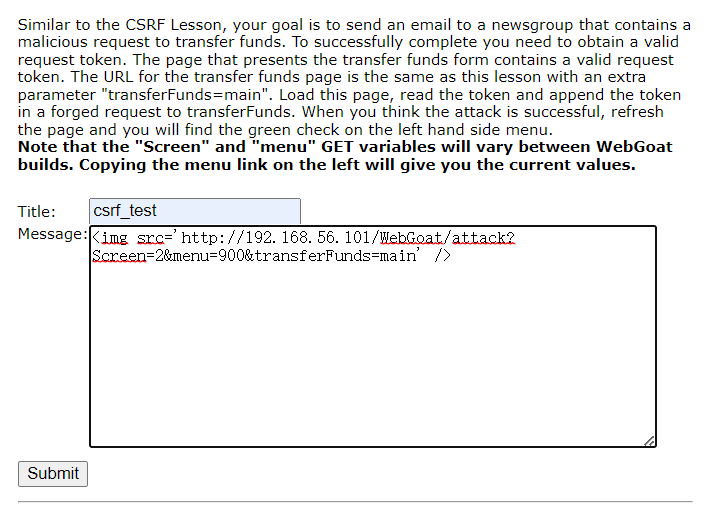 Similar to the CSRF Lesson, your goal is to send an email to a newsgroup that contains a
malicious request to transfer funds. To successfully complete you need to obtain a valid
request token. The page that presents the transfer funds form contains a valid request
token. The URL for the transfer funds page is the same as this lesson with an extra
parameter "transferFunds=main". Load this page, read the token and append the token
in a forged request to transferFunds. When you think the attack is successful, refresh
the page and you will find the green check on the left hand side menu.
Note that the "Screen" and "menu" GET variables will vary between WebGoat
builds. Copying the menu link on the left will give you the current values.
Title: csrf_test
Message: <img src='http://192.168.56.101/WebGoat/attack?
Screen=2&menu=900&transferFunds=main' />
Submit